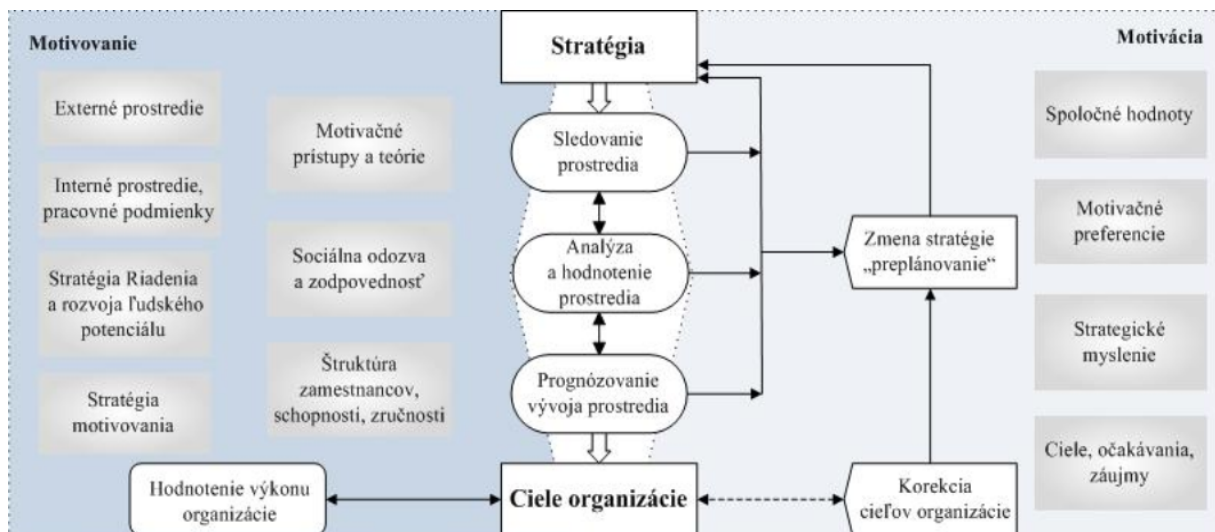 Motivovanie
Externé prostredie
Interné prostredie,
pracovné podmienky
Stratégia Riadenia
a rozvoja ľudského
potenciálu
Stratégia
motivovania
Motivačné
prístupy a teórie
Sociálna odozva
a zodpovednosť
Štruktúra
zamestnancov,
schopnosti, zručnosti
Hodnotenie výkonu
organizácie
Stratégia
Sledovanie
prostredia
Analýza
a hodnotenie
prostredia
Prognózovanie
vývoja prostredia
Ciele organizácie
Zmena stratégie
„preplánovanie“
Korekcia
cieľov organizácie
Motivácia
Spoločné hodnoty
Motivačné
preferencie
Strategické
myslenie
Ciele, očakávania,
záujmy